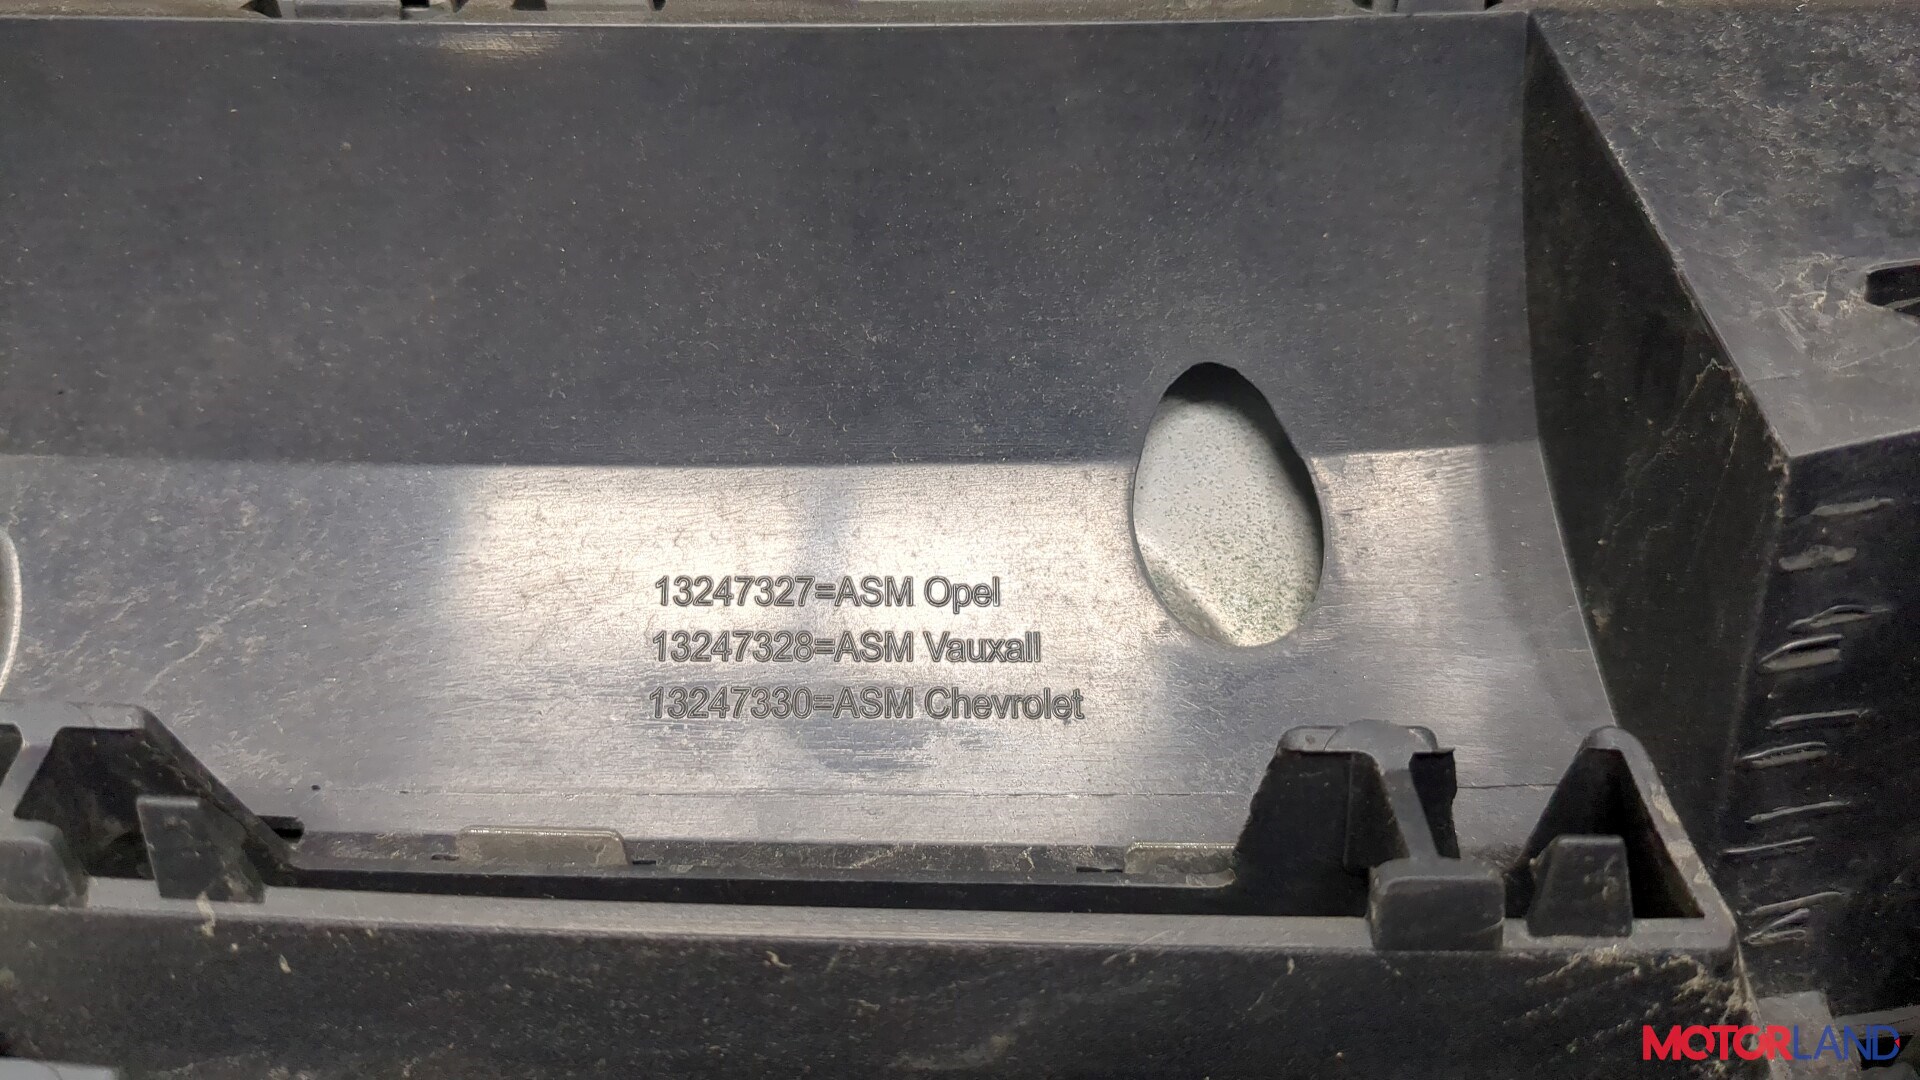 13247327=ASM Opel
13247328=ASM Vauxall
13247330=ASM Chevrolet
MOTORLAND